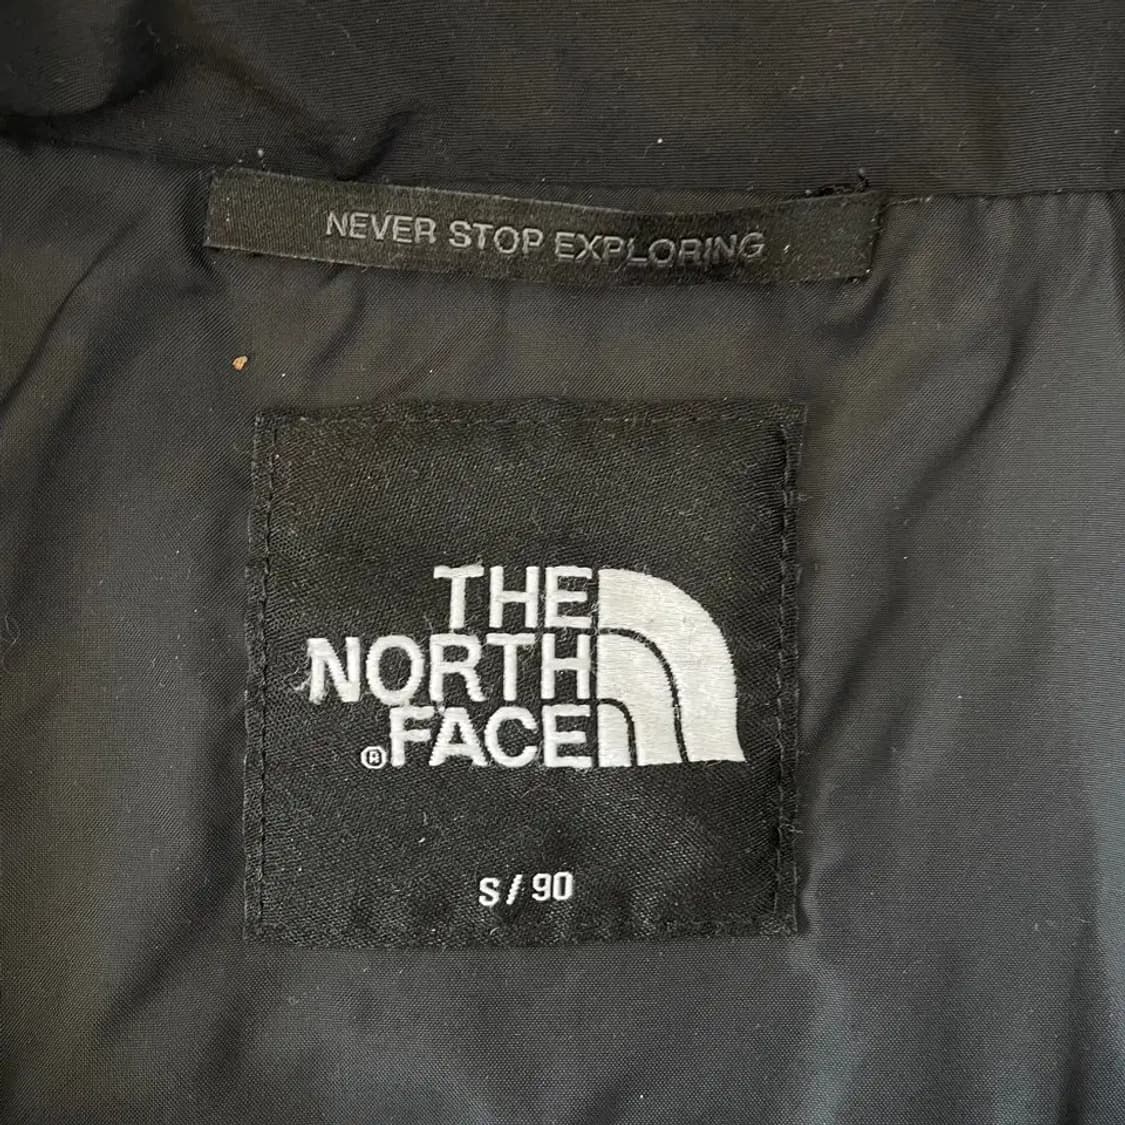 NEVER STOP EXPLORING
THE
NORTH
®FACE
S/90